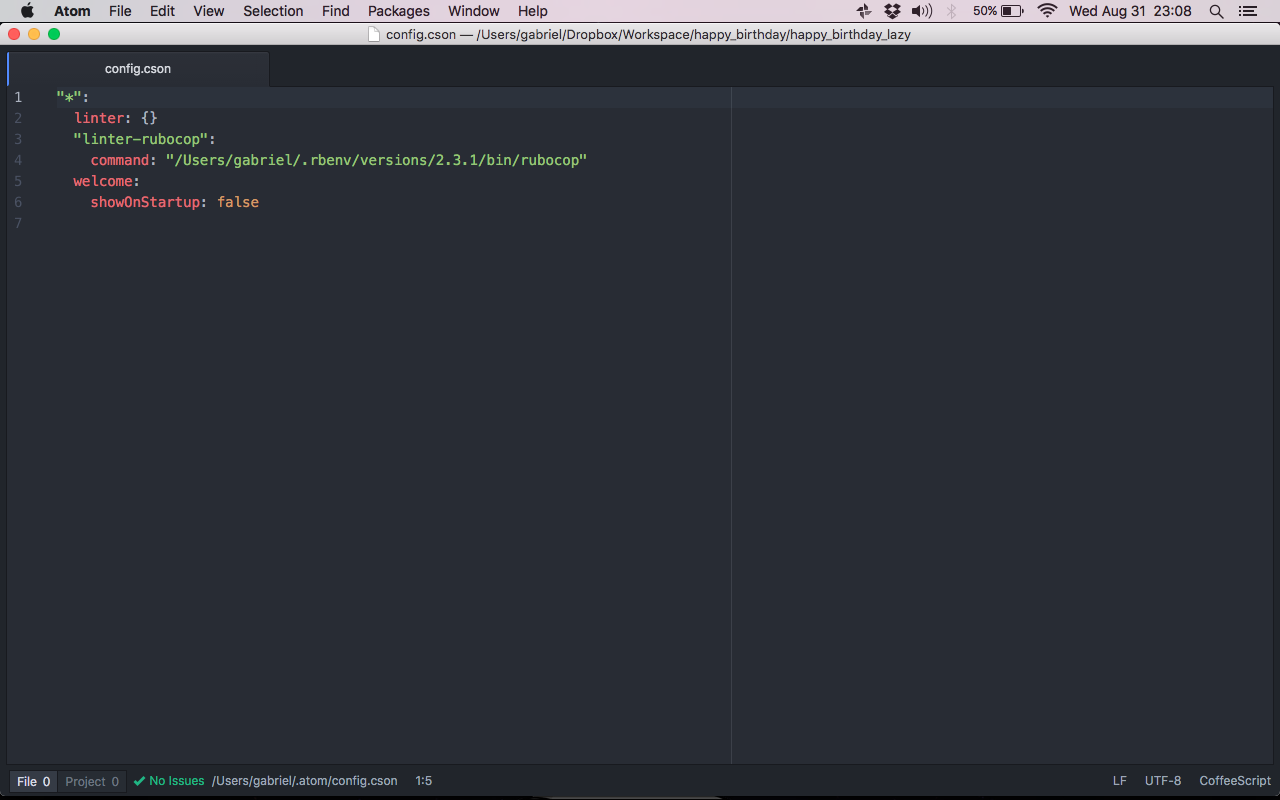 Atom File Edit View Selection Find Packages Window Help 50% Wed Aug 31 23:08
config.cson — /Users/gabriel/Dropbox/Workspace/happy_birthday/happy_birthday_lazy
config.cson
1 "*":
2   linter: {}
3   "linter-rubocop":
4     command: "/Users/gabriel/.rbenv/versions/2.3.1/bin/rubocop"
5   welcome:
6     showOnStartup: false
7
File 0 Project 0 No Issues /Users/gabriel/.atom/config.cson 1:5 LF UTF-8 CoffeeScript